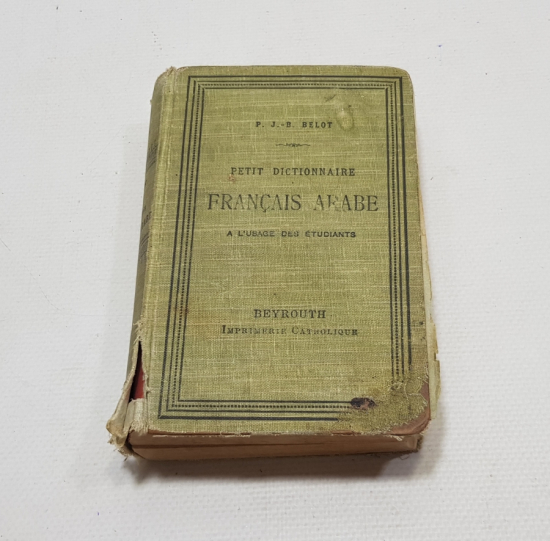 P. J.-B. BELOT
PETIT DICTIONNAIRE
FRANÇAIS ARABE
A L'USAGE DES ÉTUDIANTS
BEYROUTH
IMPRIMERIE CATHOLIQUE